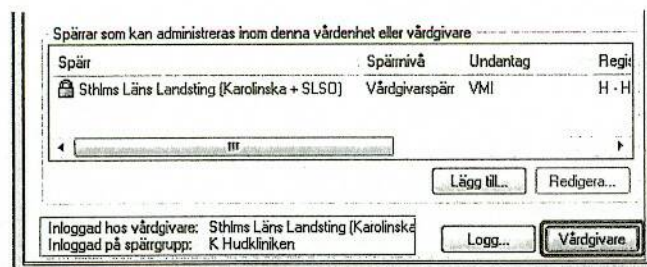 Spärrar som kan administreras inom denna vårdenhet eller vårdgivare
Spärr Spärrnivå Undantag Regis
Sthlms Läns Landsting (Karolinska + SLSO) Vårdgivarspärr VMI H - H
Lägg till... Redigera...
Inloggad hos vårdgivare: Sthlms Läns Landsting (Karolinska
Inloggad på spärrgrupp: K Hudkliniken
Logg... Vårdgivare